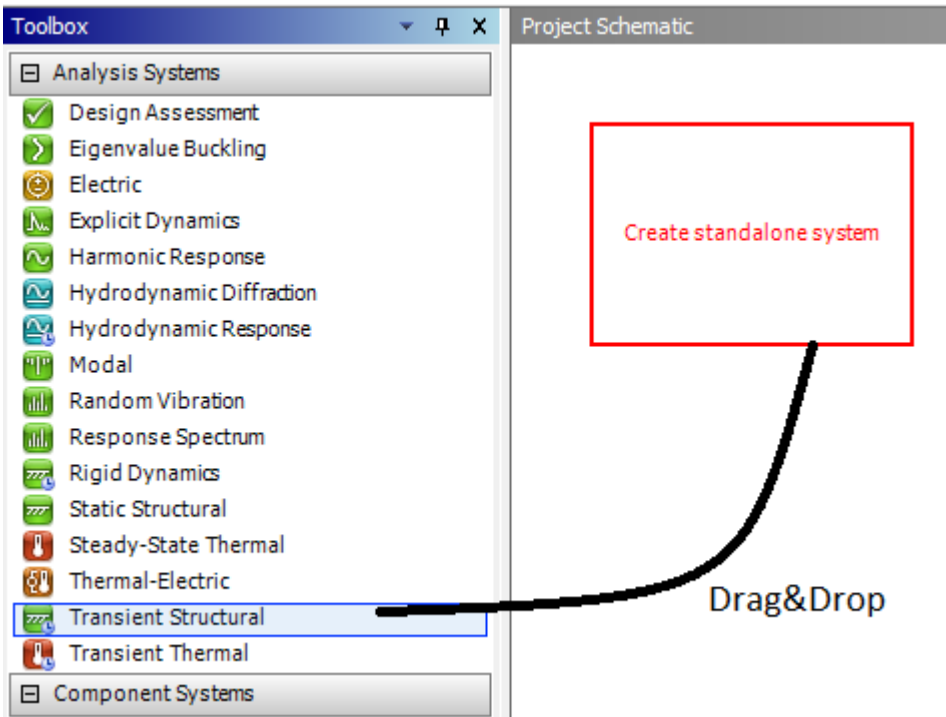 Toolbox
Project Schematic
Analysis Systems
Design Assessment
Eigenvalue Buckling
Electric
Explicit Dynamics
Harmonic Response
Hydrodynamic Diffraction
Hydrodynamic Response
Modal
Random Vibration
Response Spectrum
Rigid Dynamics
Static Structural
Steady-State Thermal
Thermal-Electric
Transient Structural
Transient Thermal
Component Systems
Create standalone system
Drag&Drop